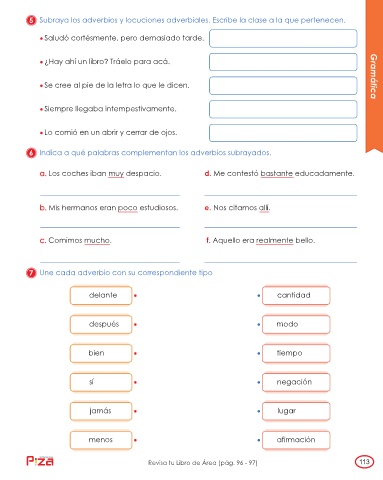 5 Subraya los adverbios y locuciones adverbiales. Escribe la clase a la que pertenecen.
• Saludó cortésmente, pero demasiado tarde.
• ¿Hay ahí un libro? Tráelo para acá.
• Se cree al pie de la letra lo que le dicen.
• Siempre llegaba intempestivamente.
• Lo comió en un abrir y cerrar de ojos.
Gramática
6 Indica a qué palabras complementan los adverbios subrayados.
a. Los coches iban muy despacio.
d. Me contestó bastante educadamente.
b. Mis hermanos eran poco estudiosos.
e. Nos citamos allí.
c. Comimos mucho.
f. Aquello era realmente bello.
7 Une cada adverbio con su correspondiente tipo
delante • • cantidad
después • • modo
bien • • tiempo
sí • • negación
jamás • • lugar
menos • • afirmación
Piza
Revisa tu Libro de Área (pág. 96 - 97)
113